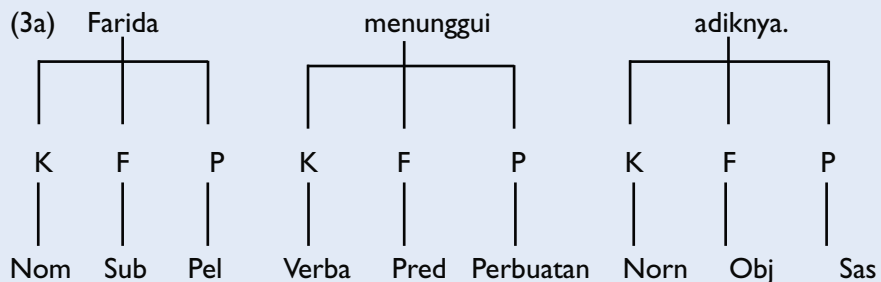 (3a) Farida menunggui adiknya.
K F P K F P K F P
Nom Sub Pel Verba Pred Perbuatan Norn Obj Sas